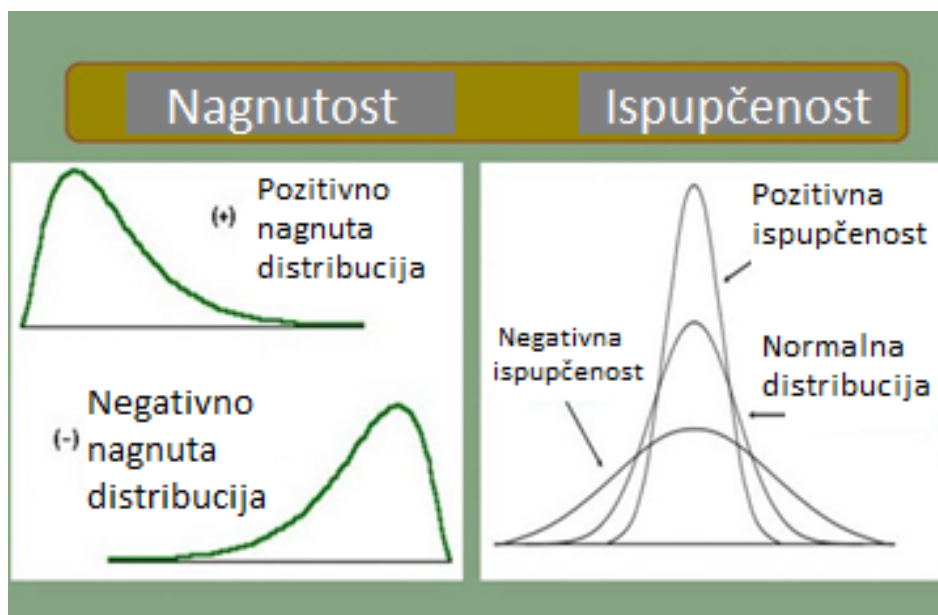 Nagnutost
Ispupčenost
(+)
Pozitivno
nagnuta
distribucija
(-)
Negativno
nagnuta
distribucija
Pozitivna
ispupčenost
Negativna
ispupčenost
Normalna
distribucija